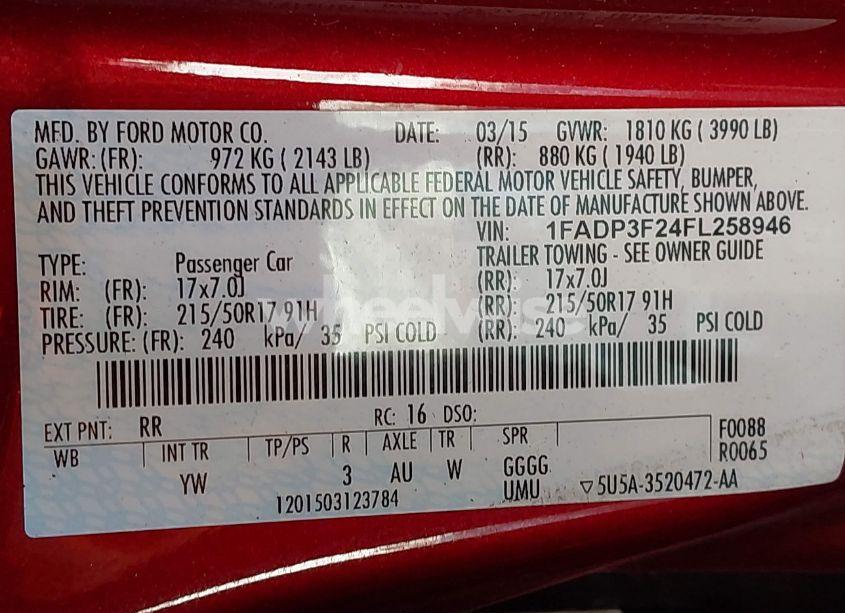 MFD. BY FORD MOTOR CO. DATE: 03/15 GVWR: 1810 KG ( 3990 LB)
GAWR: (FR): 972 KG ( 2143 LB) (RR): 880 KG ( 1940 LB)
THIS VEHICLE CONFORMS TO ALL APPLICABLE FEDERAL MOTOR VEHICLE SAFETY, BUMPER,
AND THEFT PREVENTION STANDARDS IN EFFECT ON THE DATE OF MANUFACTURE SHOWN ABOVE.
VIN: 1FADP3F24FL258946
TYPE: Passenger Car TRAILER TOWING - SEE OWNER GUIDE
RIM: (FR): 17x7.0J (RR): 17x7.0J
TIRE: (FR): 215/50R17 91H (RR): 215/50R17 91H
PRESSURE: (FR): 240 kPa/ 35 PSI COLD (RR): 240 kPa/ 35 PSI COLD
wheelwise
EXT PNT: RR RC: 16 DSO: F0088
WB INT TR TP/PS R AXLE TR SPR R0065
YW 3 AU W GGGG
1201503123784 UMU ▽5U5A-3520472-AA